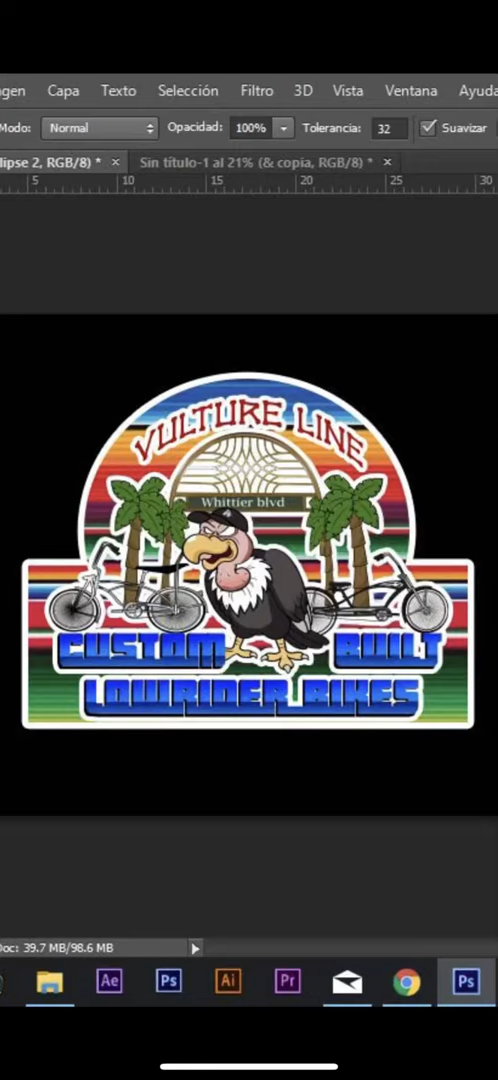 Capa Texto Selección Filtro 3D Vista Ventana Ayuda
Modo: Normal Opacidad: 100% Tolerancia: 32 Suavizar
lipse 2, RGB/8) * × Sin título-1 al 21% (& copia, RGB/8) * ×
5 10 15 20 25 30
VULTURE LINE
Whittier blvd
CUSTOM BUILT
LOWRIDER BIKES
Doc: 39.7 MB/98.6 MB
Ae Ps Ai Pr Ps